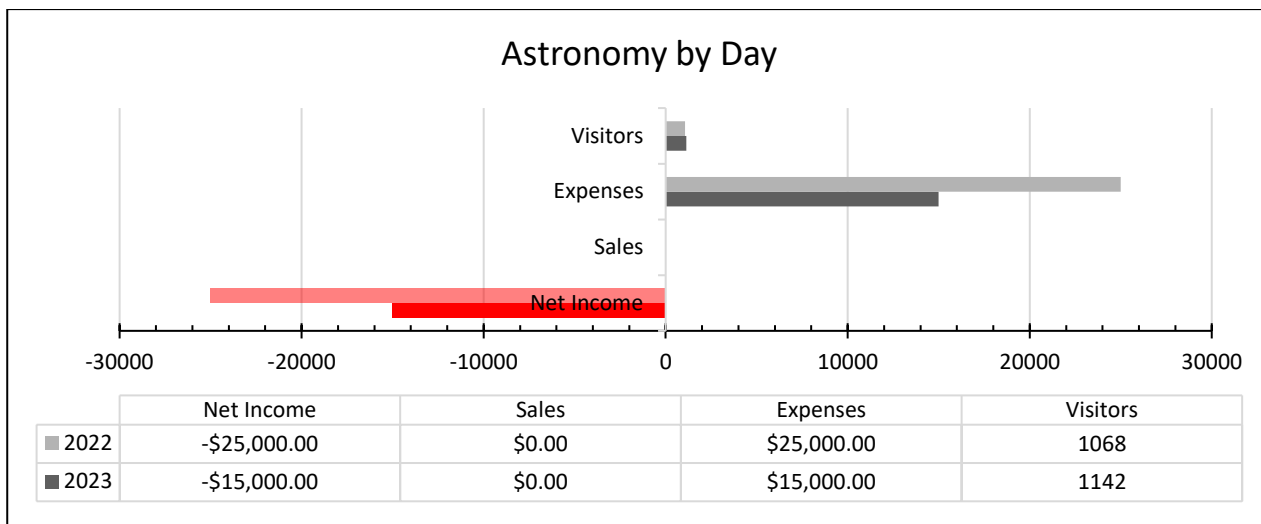 Astronomy by Day
Visitors
Expenses
Sales
Net Income
-30000 -20000 -10000 0 10000 20000 30000
Net Income Sales Expenses Visitors
2022 -$25,000.00 $0.00 $25,000.00 1068
2023 -$15,000.00 $0.00 $15,000.00 1142